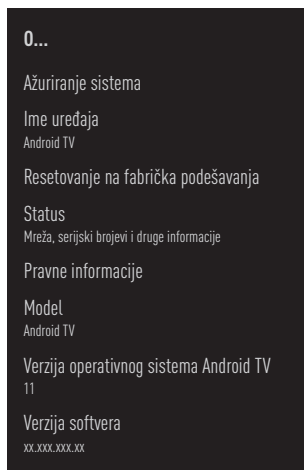 O...
Ažuriranje sistema
Ime uređaja
Android TV
Resetovanje na fabrička podešavanja
Status
Mreža, serijski brojevi i druge informacije
Pravne informacije
Model
Android TV
Verzija operativnog sistema Android TV
11
Verzija softvera
xx.xxx.xxx.xx